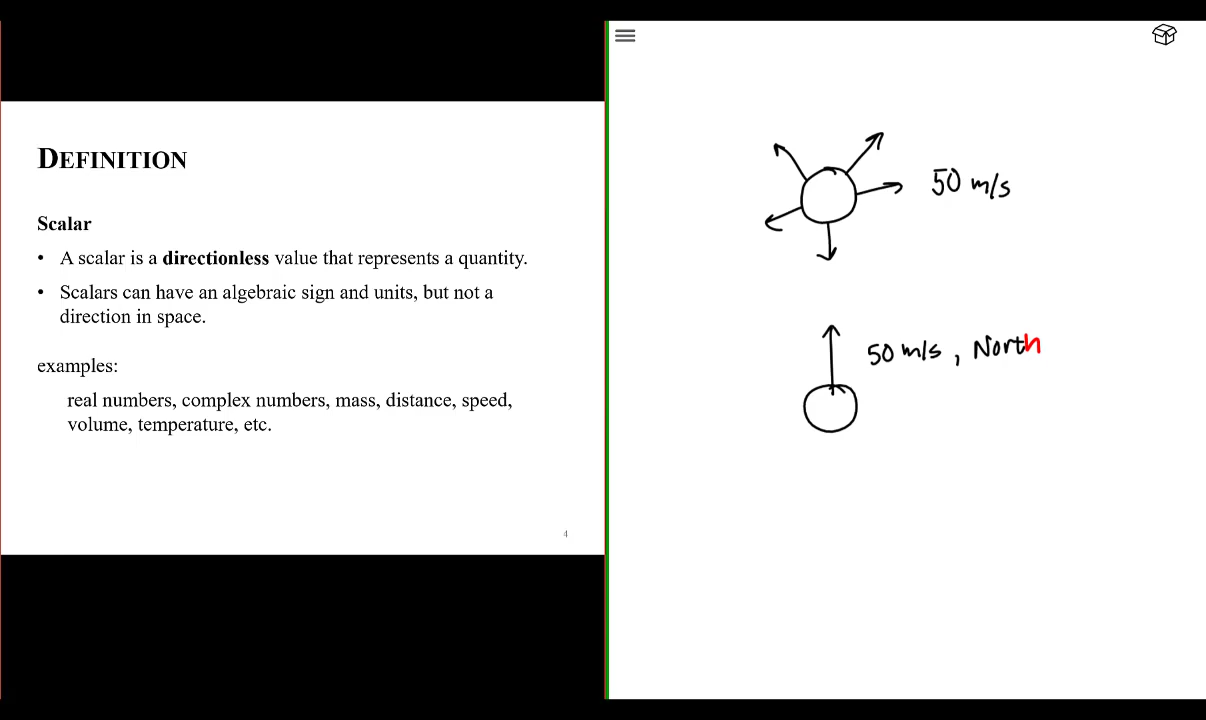 DEFINITION
Scalar
• A scalar is a directionless value that represents a quantity.
• Scalars can have an algebraic sign and units, but not a
direction in space.
examples:
real numbers, complex numbers, mass, distance, speed,
volume, temperature, etc.
4
50 m/s
50 m/s, North